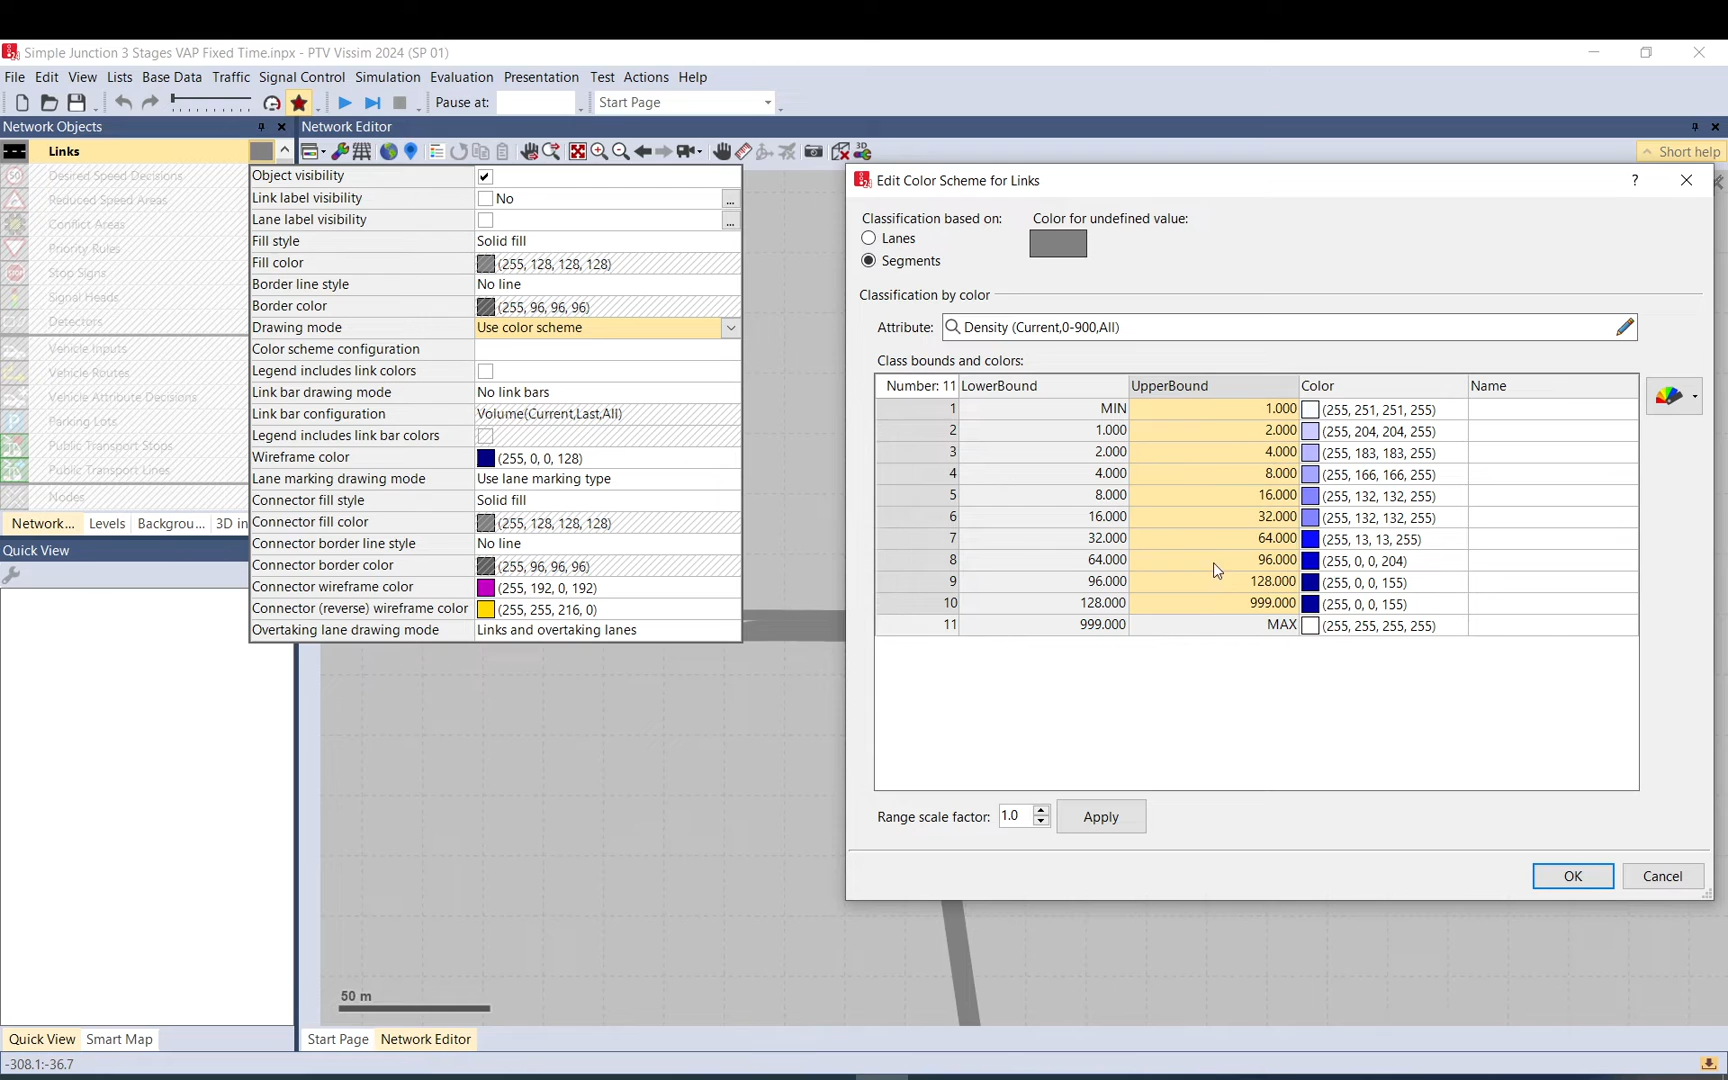 Simple Junction 3 Stages VAP Fixed Time.inpx - PTV Vissim 2024 (SP 01)
File Edit View Lists Base Data Traffic Signal Control Simulation Evaluation Presentation Test Actions Help
Pause at: Start Page
Network Objects
Network Editor
Links
Short help
Desired Speed Decisions
Reduced Speed Areas
Conflict Areas
Priority Rules
Stop Signs
Signal Heads
Detectors
Vehicle Inputs
Vehicle Routes
Vehicle Attribute Decisions
Parking Lots
Public Transport Stops
Public Transport Lines
Nodes
Network... Levels Backgrou... 3D in
Quick View
Object visibility
Link label visibility No ...
Lane label visibility ...
Fill style Solid fill
Fill color (255, 128, 128, 128)
Border line style No line
Border color (255, 96, 96, 96)
Drawing mode Use color scheme
Color scheme configuration
Legend includes link colors
Link bar drawing mode No link bars
Link bar configuration Volume(Current,Last,All)
Legend includes link bar colors
Wireframe color (255, 0, 0, 128)
Lane marking drawing mode Use lane marking type
Connector fill style Solid fill
Connector fill color (255, 128, 128, 128)
Connector border line style No line
Connector border color (255, 96, 96, 96)
Connector wireframe color (255, 192, 0, 192)
Connector (reverse) wireframe color (255, 255, 216, 0)
Overtaking lane drawing mode Links and overtaking lanes
Edit Color Scheme for Links ?
Classification based on: Color for undefined value:
Lanes
Segments
Classification by color
Attribute: Density (Current,0-900,All)
Class bounds and colors:
Number: 11 LowerBound UpperBound Color Name
1 MIN 1.000 (255, 251, 251, 255)
2 1.000 2.000 (255, 204, 204, 255)
3 2.000 4.000 (255, 183, 183, 255)
4 4.000 8.000 (255, 166, 166, 255)
5 8.000 16.000 (255, 132, 132, 255)
6 16.000 32.000 (255, 132, 132, 255)
7 32.000 64.000 (255, 13, 13, 255)
8 64.000 96.000 (255, 0, 0, 204)
9 96.000 128.000 (255, 0, 0, 155)
10 128.000 999.000 (255, 0, 0, 155)
11 999.000 MAX (255, 255, 255, 255)
Range scale factor: 1.0 Apply
OK Cancel
50 m
Quick View Smart Map
Start Page Network Editor
-308.1:-36.7